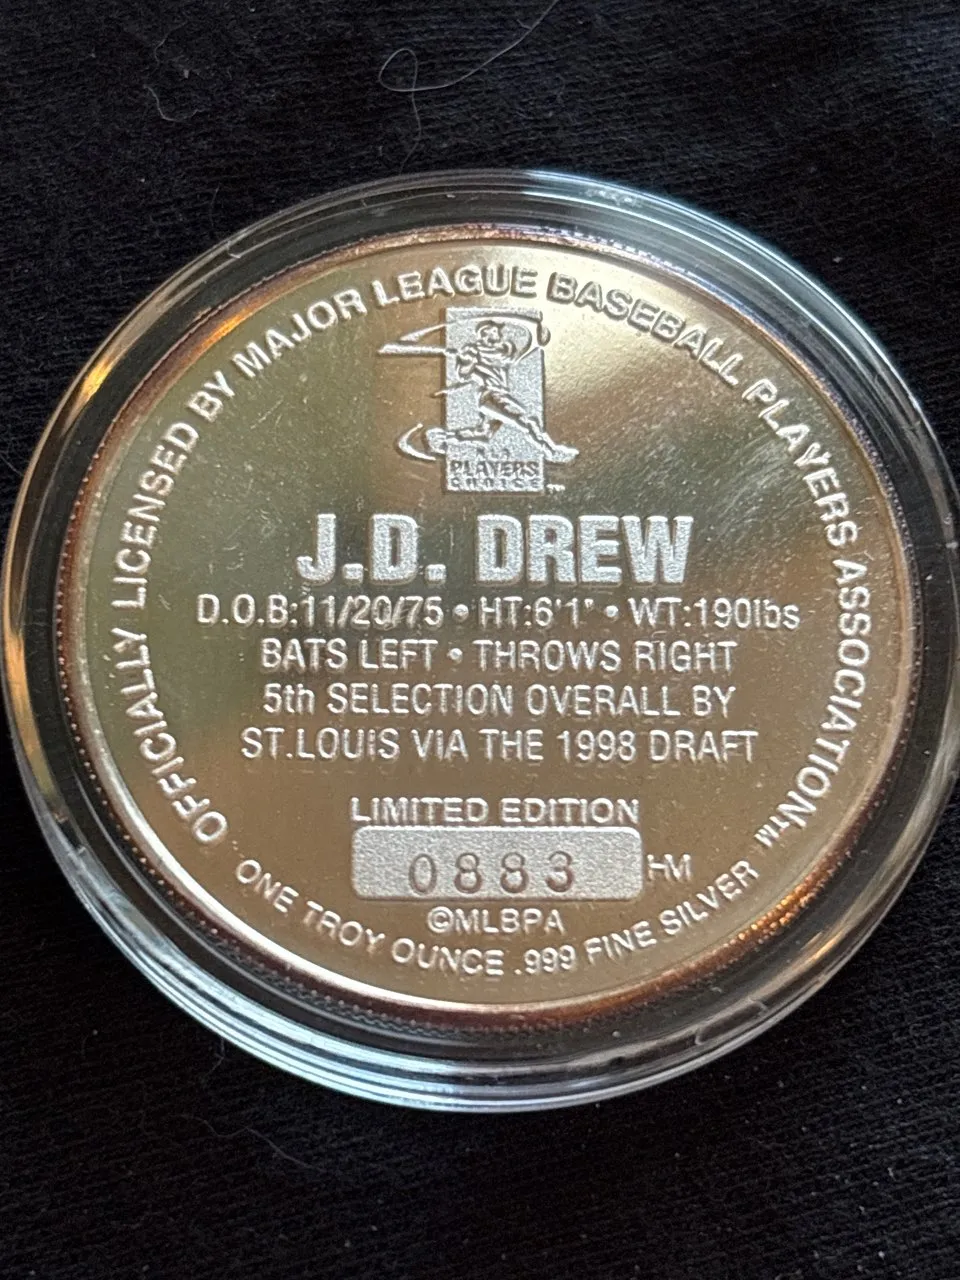 OFFICIALLY LICENSED BY MAJOR LEAGUE BASEBALL PLAYERS ASSOCIATION™
PLAYERS
CHOICE™
J.D. DREW
D.O.B:11/20/75 • HT:6'1" • WT:190lbs
BATS LEFT • THROWS RIGHT
5th SELECTION OVERALL BY
ST.LOUIS VIA THE 1998 DRAFT
LIMITED EDITION
0883 HM
©MLBPA
ONE TROY OUNCE .999 FINE SILVER